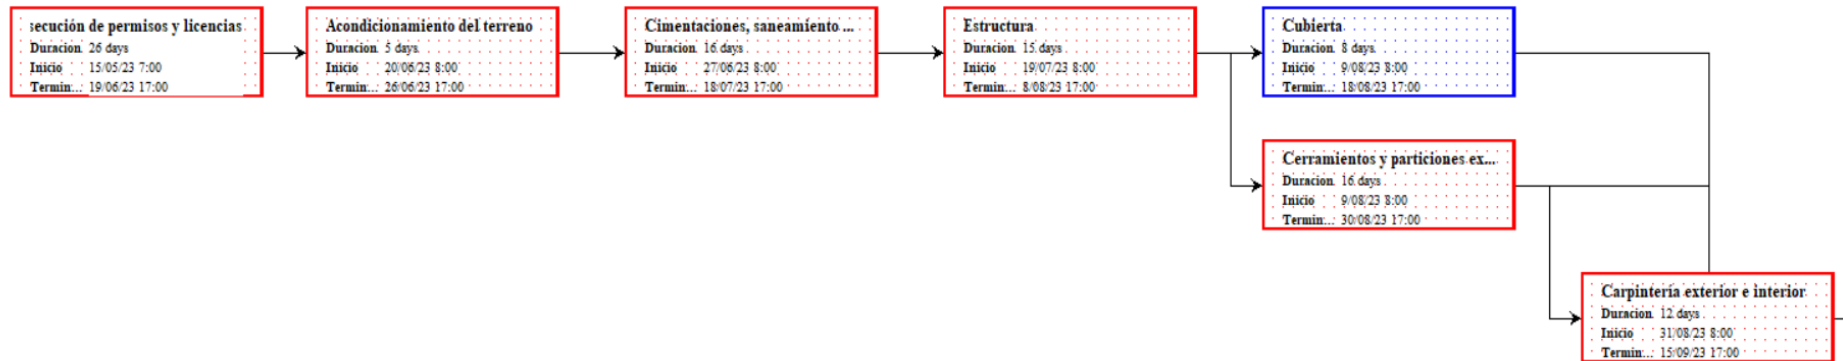 secución de permisos y licencias
Duracion 26 days
Inicio 15/05/23 7:00
Termin...: 19/06/23 17:00
Acondicionamiento del terreno
Duracion 5 days
Inicio 20/06/23 8:00
Termin...: 26/06/23 17:00
Cimentaciones, saneamiento ...
Duracion 16 days
Inicio 27/06/23 8:00
Termin...: 18/07/23 17:00
Estructura
Duracion 15 days
Inicio 19/07/23 8:00
Termin...: 8/08/23 17:00
Cubierta
Duracion 8 days
Inicio 9/08/23 8:00
Termin...: 18/08/23 17:00
Cerramientos y particiones ex...
Duracion 16 days
Inicio 9/08/23 8:00
Termin...: 30/08/23 17:00
Carpintería exterior e interior
Duracion 12 days
Inicio 31/08/23 8:00
Termin...: 15/09/23 17:00